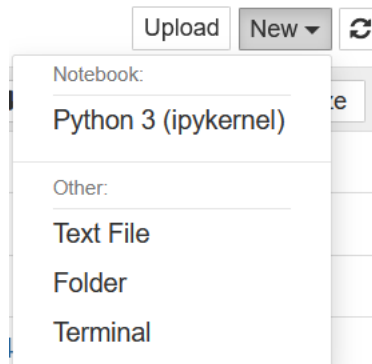 Upload New
Notebook:
Python 3 (ipykernel)
Other:
Text File
Folder
Terminal